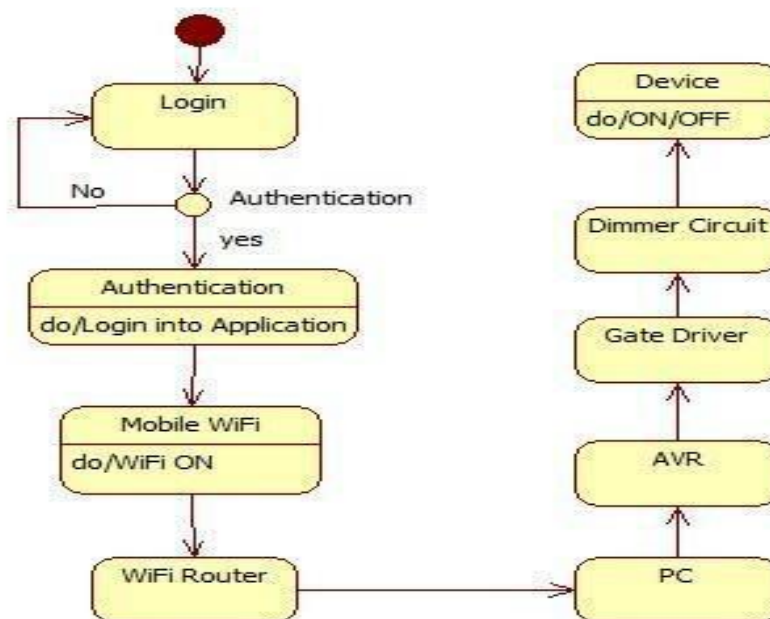 Login
No
Authentication
yes
Authentication
do/Login into Application
Mobile WiFi
do/WiFi ON
WiFi Router
PC
AVR
Gate Driver
Dimmer Circuit
Device
do/ON/OFF